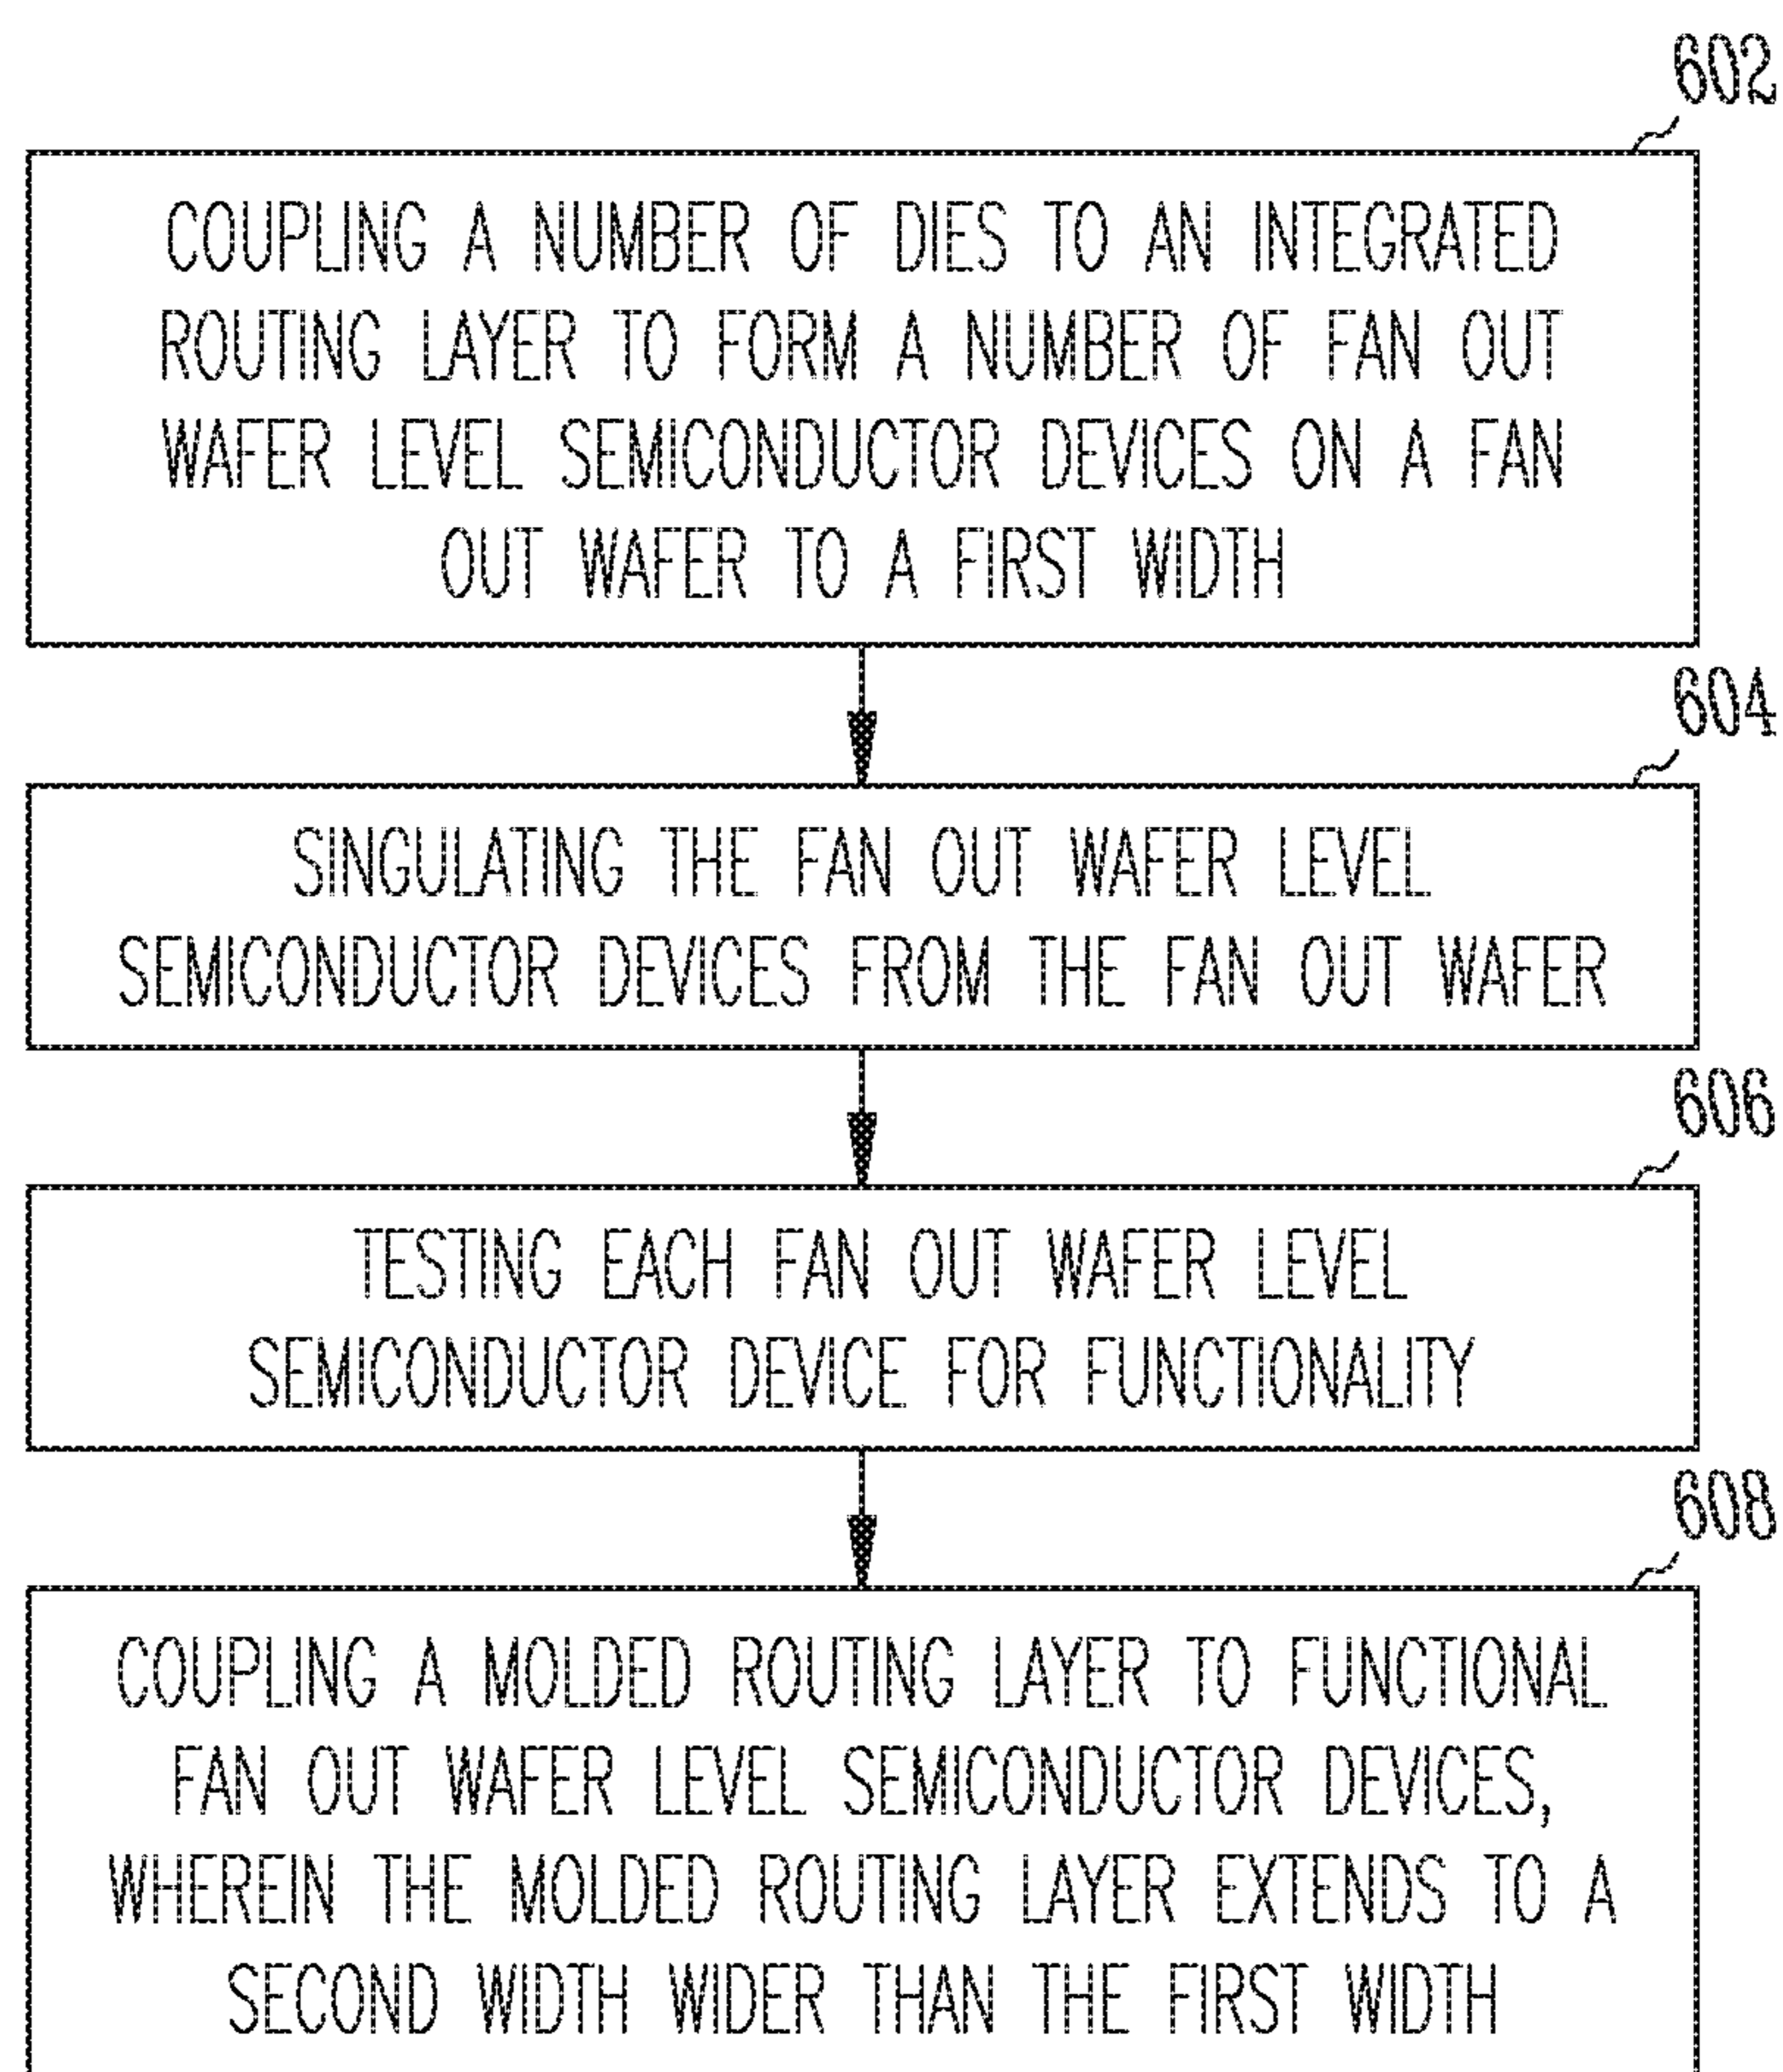 602
COUPLING A NUMBER OF DIES TO AN INTEGRATED
ROUTING LAYER TO FORM A NUMBER OF FAN OUT
WAFER LEVEL SEMICONDUCTOR DEVICES ON A FAN
OUT WAFER TO A FIRST WIDTH
604
SINGULATING THE FAN OUT WAFER LEVEL
SEMICONDUCTOR DEVICES FROM THE FAN OUT WAFER
606
TESTING EACH FAN OUT WAFER LEVEL
SEMICONDUCTOR DEVICE FOR FUNCTIONALITY
608
COUPLING A MOLDED ROUTING LAYER TO FUNCTIONAL
FAN OUT WAFER LEVEL SEMICONDUCTOR DEVICES,
WHEREIN THE MOLDED ROUTING LAYER EXTENDS TO A
SECOND WIDTH WIDER THAN THE FIRST WIDTH